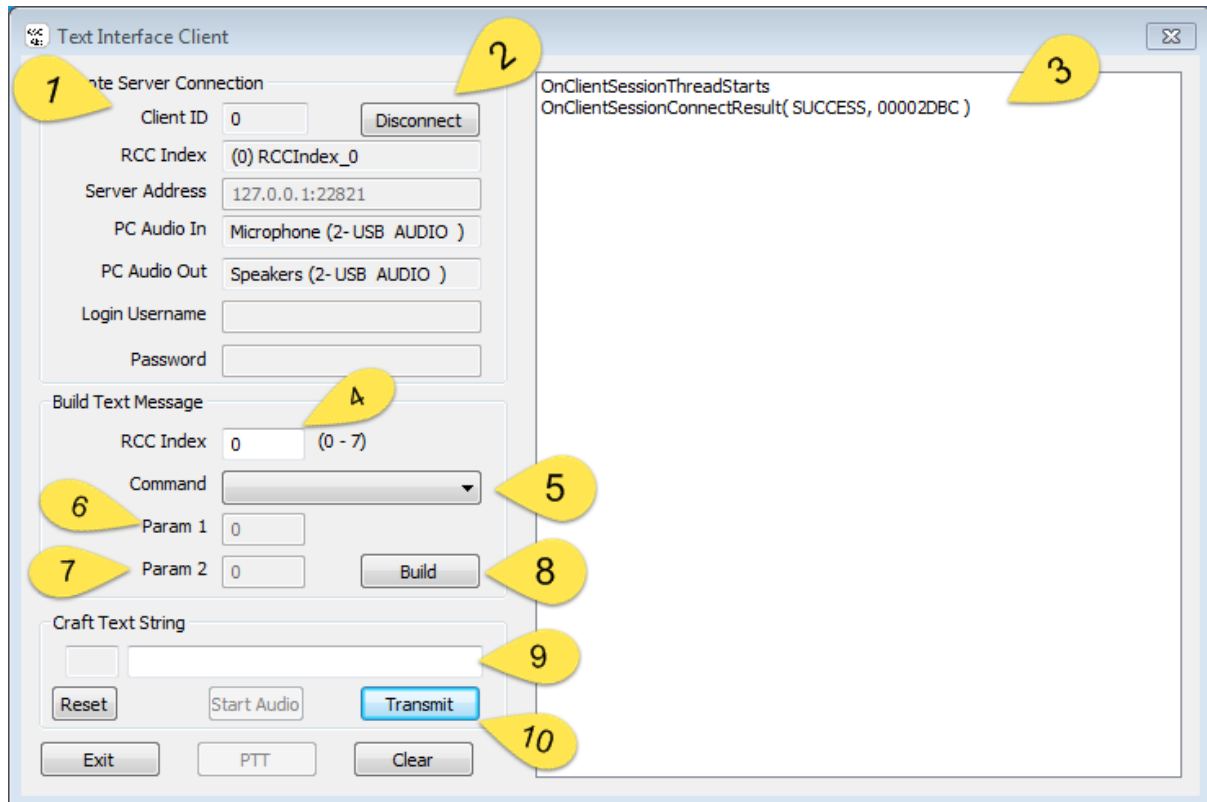 Text Interface Client
2
3
1
ote Server Connection
Client ID 0 Disconnect
RCC Index (0) RCCIndex_0
Server Address 127.0.0.1:22821
PC Audio In Microphone (2- USB AUDIO )
PC Audio Out Speakers (2- USB AUDIO )
Login Username
Password
OnClientSessionThreadStarts
OnClientSessionConnectResult( SUCCESS, 00002DBC )
Build Text Message
4
RCC Index 0 (0 - 7)
Command
5
6
Param 1 0
7
Param 2 0 Build
8
Craft Text String
9
Reset Start Audio Transmit
10
Exit PTT Clear